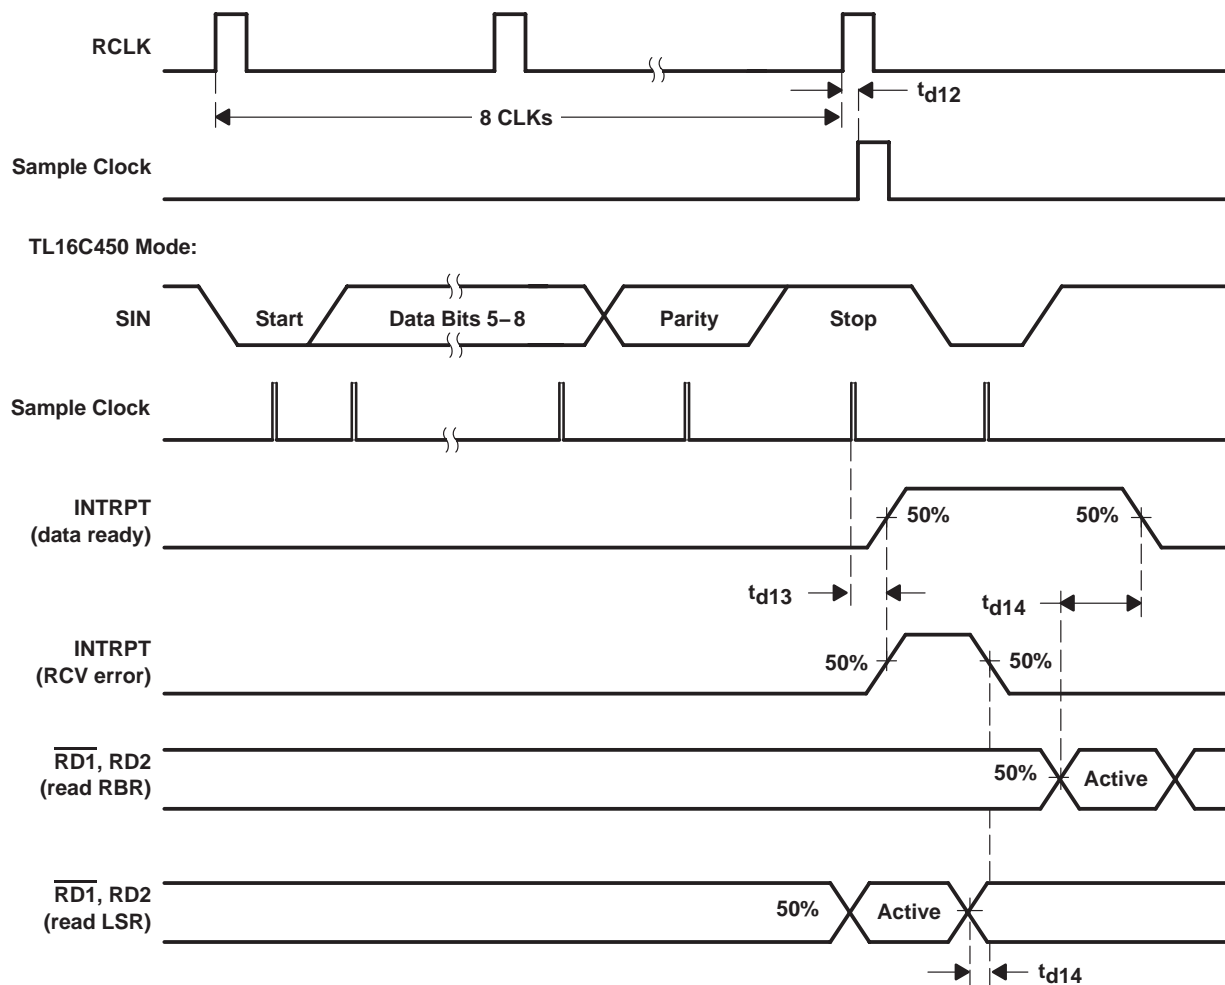 RCLK
td12
8 CLKs
Sample Clock
TL16C450 Mode:
SIN
Start
Data Bits 5–8
Parity
Stop
Sample Clock
INTRPT
(data ready)
50%
50%
td13
td14
INTRPT
(RCV error)
50%
50%
RD1, RD2
(read RBR)
50%
Active
RD1, RD2
(read LSR)
50%
Active
td14